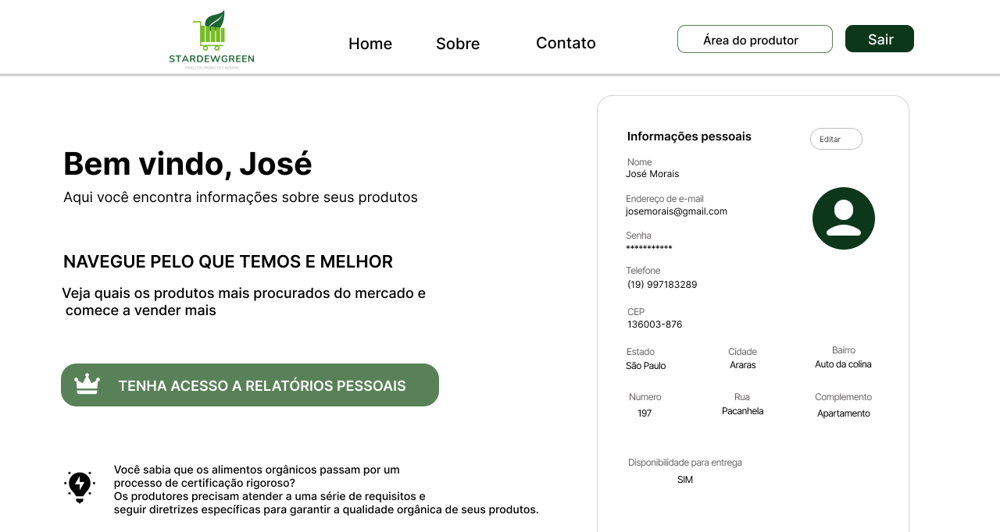 STARDEWGREEN
PRODUTOS ORGÂNICOS E NATURAIS
Home
Sobre
Contato
Área do produtor
Sair
Bem vindo, José
Aqui você encontra informações sobre seus produtos
NAVEGUE PELO QUE TEMOS E MELHOR
Veja quais os produtos mais procurados do mercado e
comece a vender mais
TENHA ACESSO A RELATÓRIOS PESSOAIS
Você sabia que os alimentos orgânicos passam por um
processo de certificação rigoroso?
Os produtores precisam atender a uma série de requisitos e
seguir diretrizes específicas para garantir a qualidade orgânica de seus produtos.
Informações pessoais
Editar
Nome
José Morais
Endereço de e-mail
josemorais@gmail.com
Senha
***********
Telefone
(19) 997183289
CEP
136003-876
Estado
São Paulo
Cidade
Araras
Bairro
Auto da colina
Numero
197
Rua
Pacanhela
Complemento
Apartamento
Disponibilidade para entrega
SIM